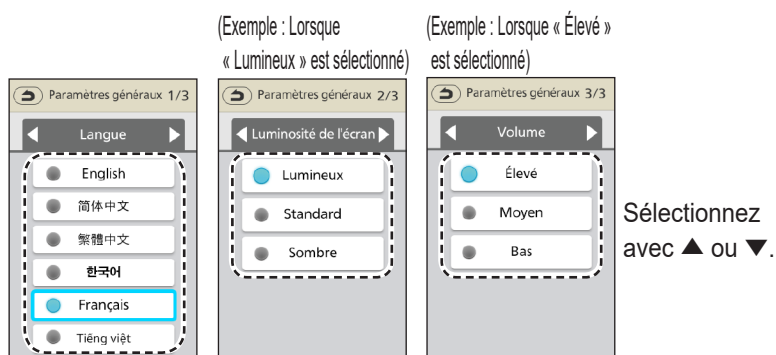 (Exemple : Lorsque
« Lumineux » est sélectionné)
(Exemple : Lorsque « Élevé »
est sélectionné)
Paramètres généraux 1/3
Langue
English
简体中文
繁體中文
한국어
Français
Tiếng việt
Paramètres généraux 2/3
Luminosité de l'écran
Lumineux
Standard
Sombre
Paramètres généraux 3/3
Volume
Élevé
Moyen
Bas
Sélectionnez
avec ▲ ou ▼.